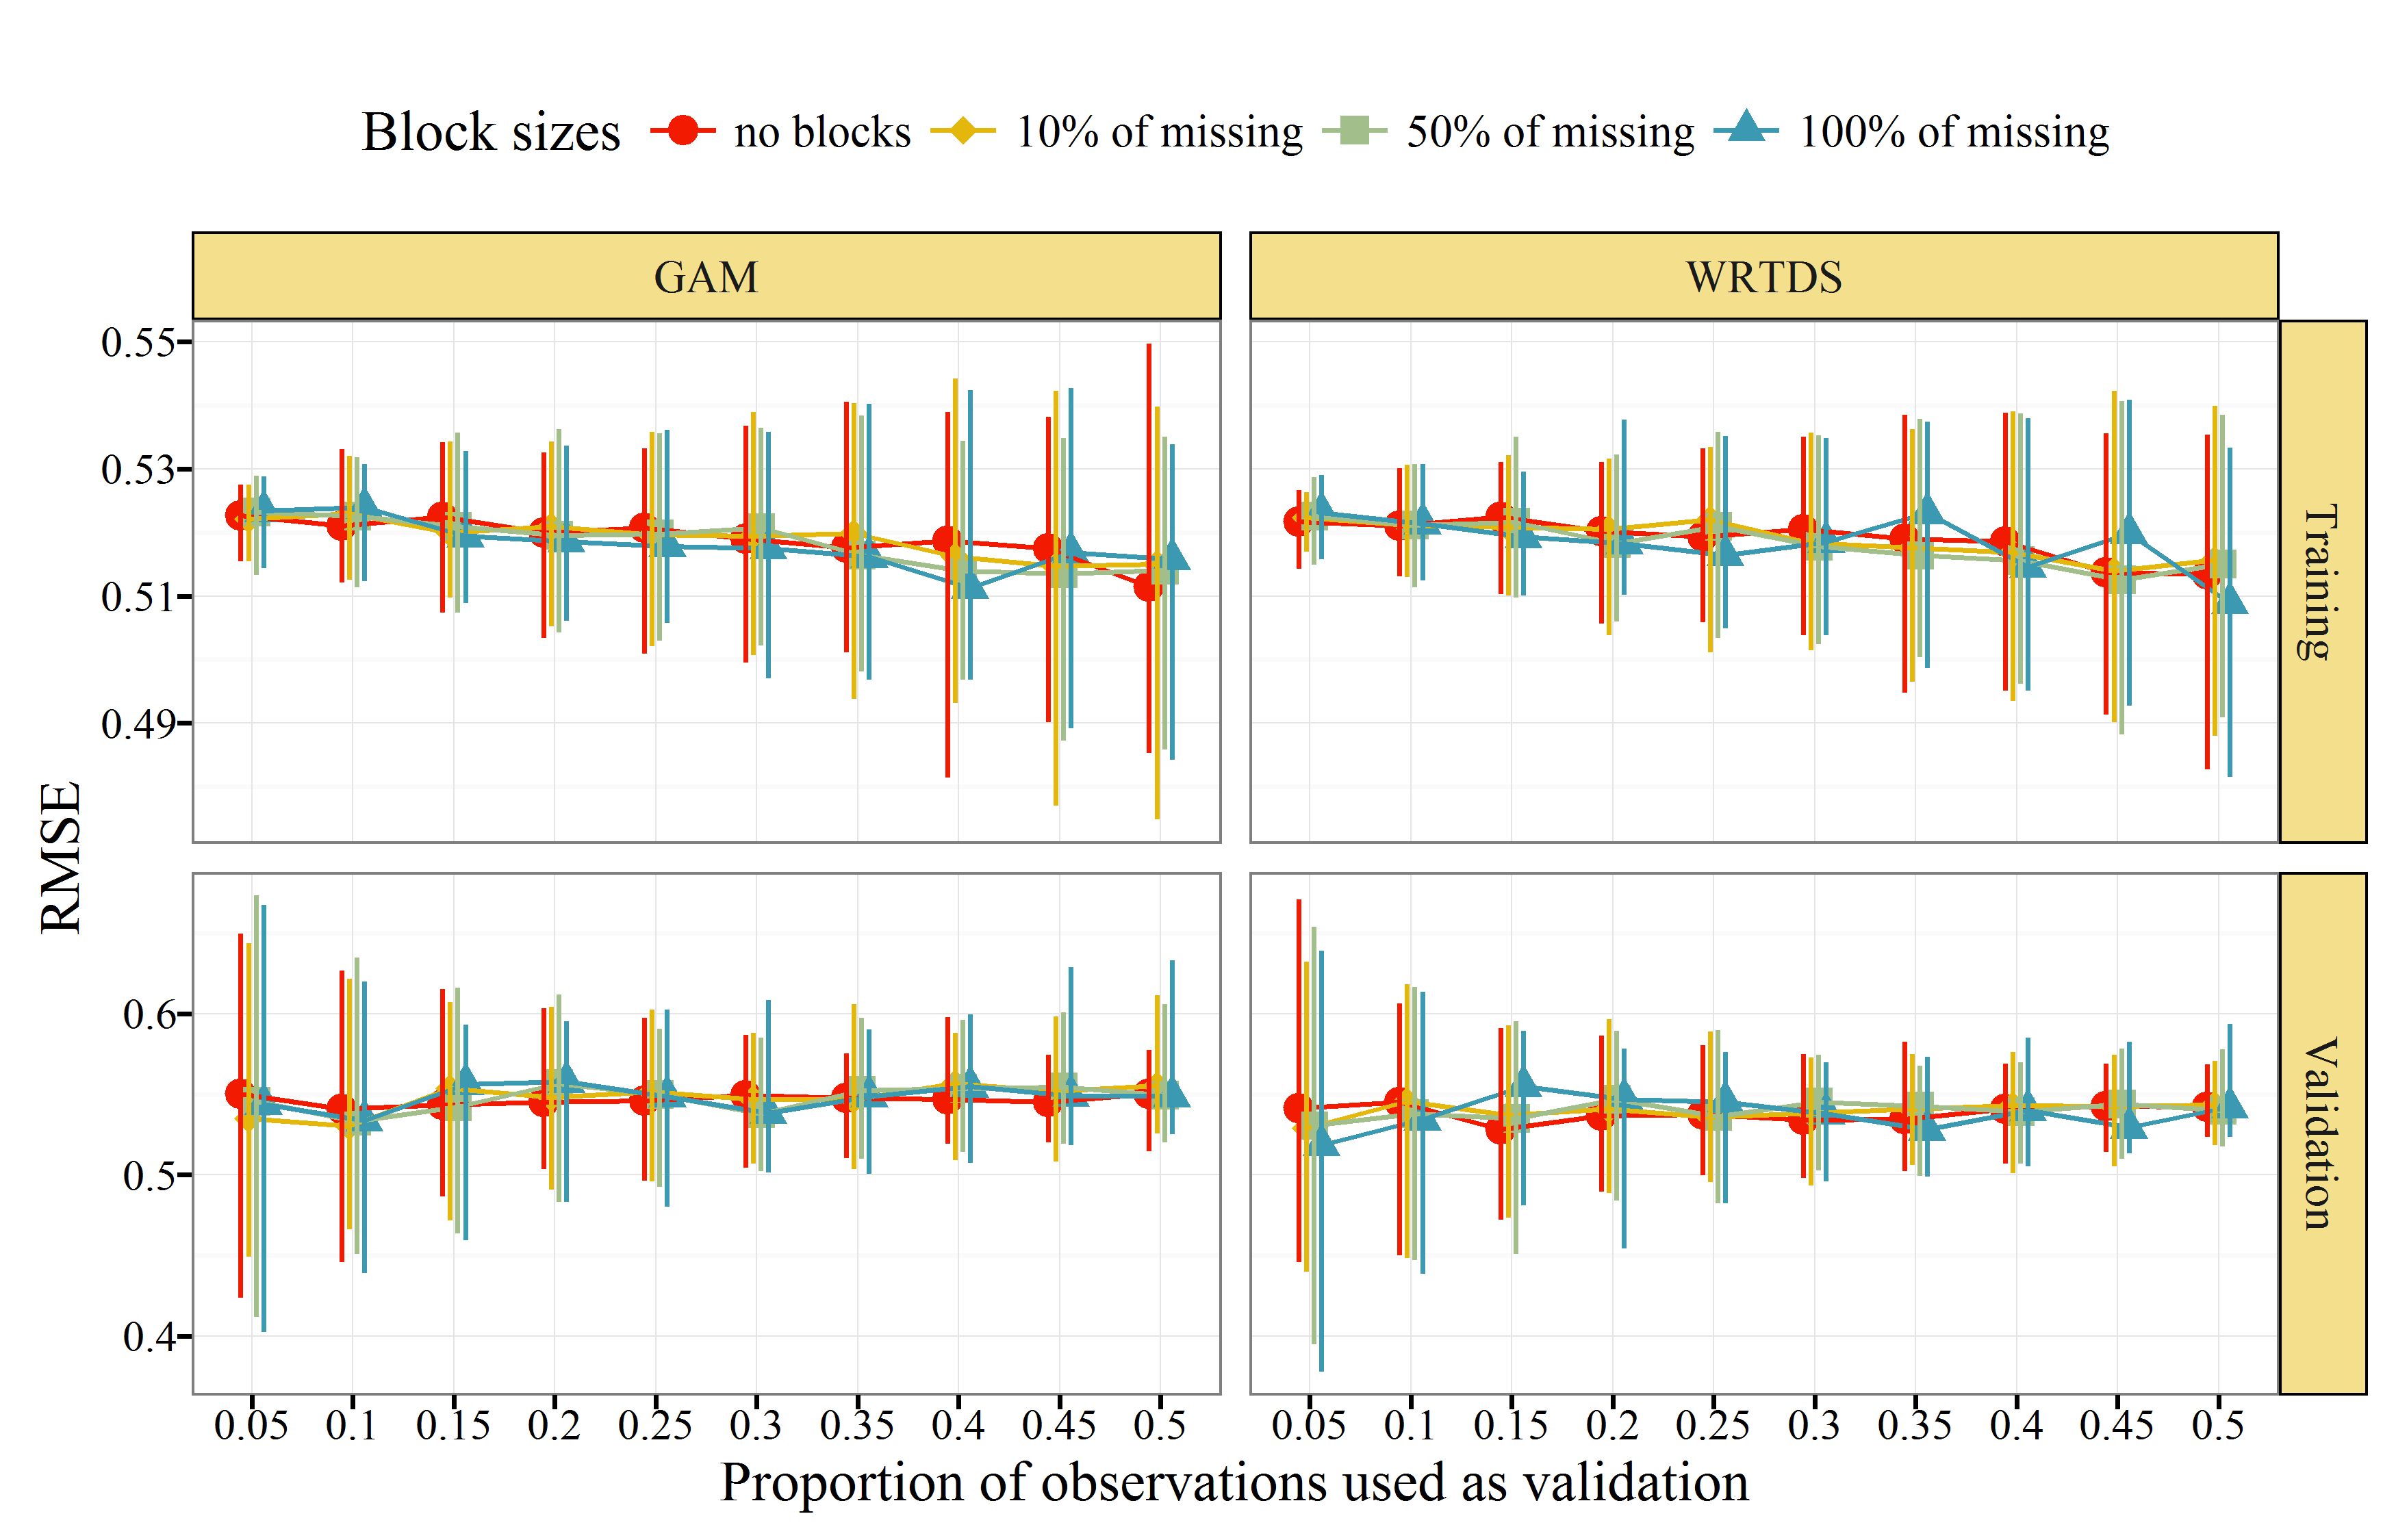 Block sizes no blocks 10% of missing 50% of missing 100% of missing
GAM WRTDS
0.55
0.53
0.51
0.49
Training
RMSE
0.6
0.5
0.4
Validation
0.05 0.1 0.15 0.2 0.25 0.3 0.35 0.4 0.45 0.5 0.05 0.1 0.15 0.2 0.25 0.3 0.35 0.4 0.45 0.5
Proportion of observations used as validation